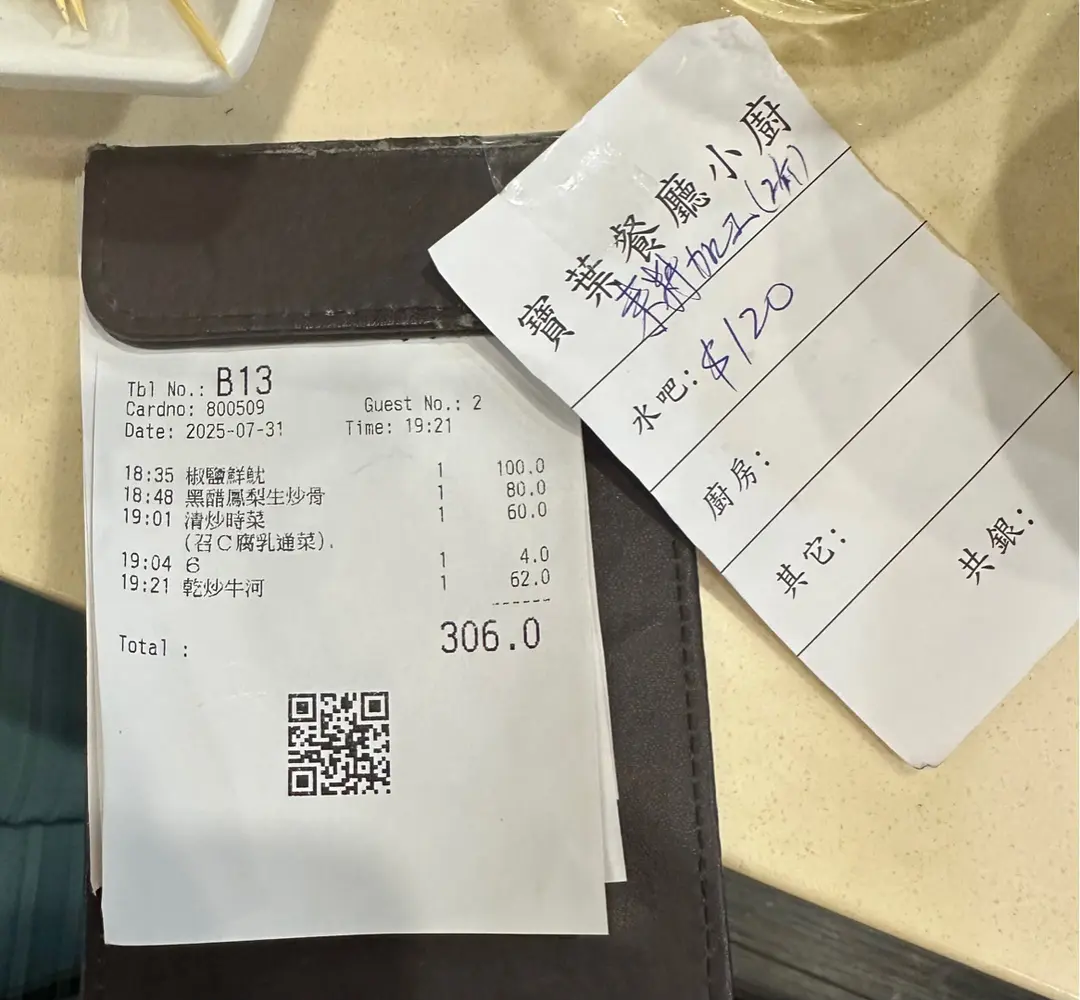 Tbl No.: B13
Cardno: 800509 Guest No.: 2
Date: 2025-07-31 Time: 19:21
18:35 椒鹽鮮魷 1 100.0
18:48 黑醋鳳梨生炒骨 1 80.0
19:01 清炒時菜 1 60.0
(召C腐乳通菜).
19:04 6 1 4.0
19:21 乾炒牛河 1 62.0
Total : 306.0
寶葉餐廳小廚
加工
水吧: $120
廚房:
其它:
共銀: